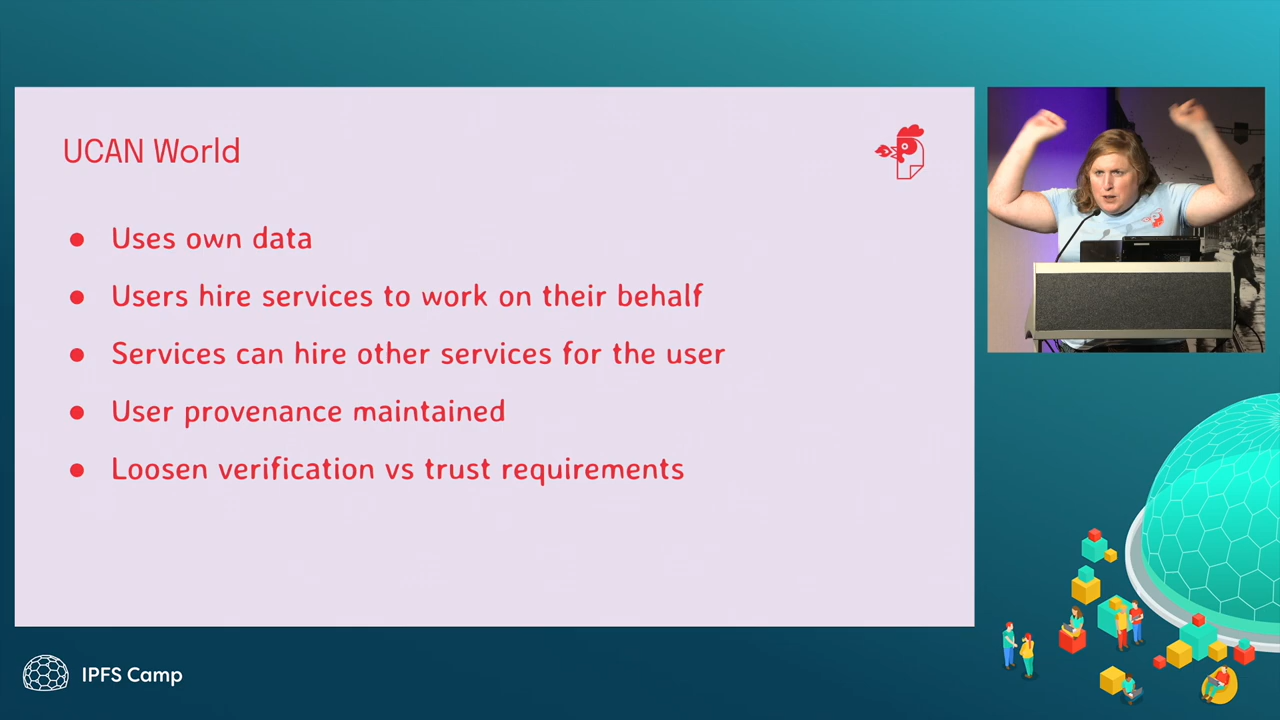 UCAN World
● Uses own data
● Users hire services to work on their behalf
● Services can hire other services for the user
● User provenance maintained
● Loosen verification vs trust requirements
IPFS Camp